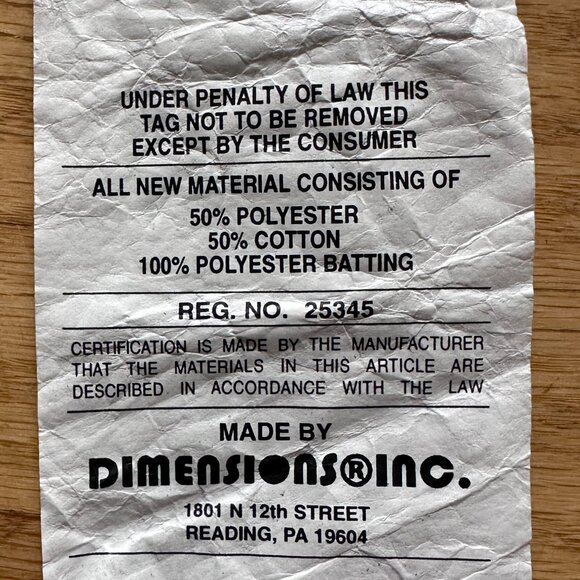 UNDER PENALTY OF LAW THIS
TAG NOT TO BE REMOVED
EXCEPT BY THE CONSUMER
ALL NEW MATERIAL CONSISTING OF
50% POLYESTER
50% COTTON
100% POLYESTER BATTING
REG. NO. 25345
CERTIFICATION IS MADE BY THE MANUFACTURER
THAT THE MATERIALS IN THIS ARTICLE ARE
DESCRIBED IN ACCORDANCE WITH THE LAW
MADE BY
DIMENSIONS®INC.
1801 N 12th STREET
READING, PA 19604